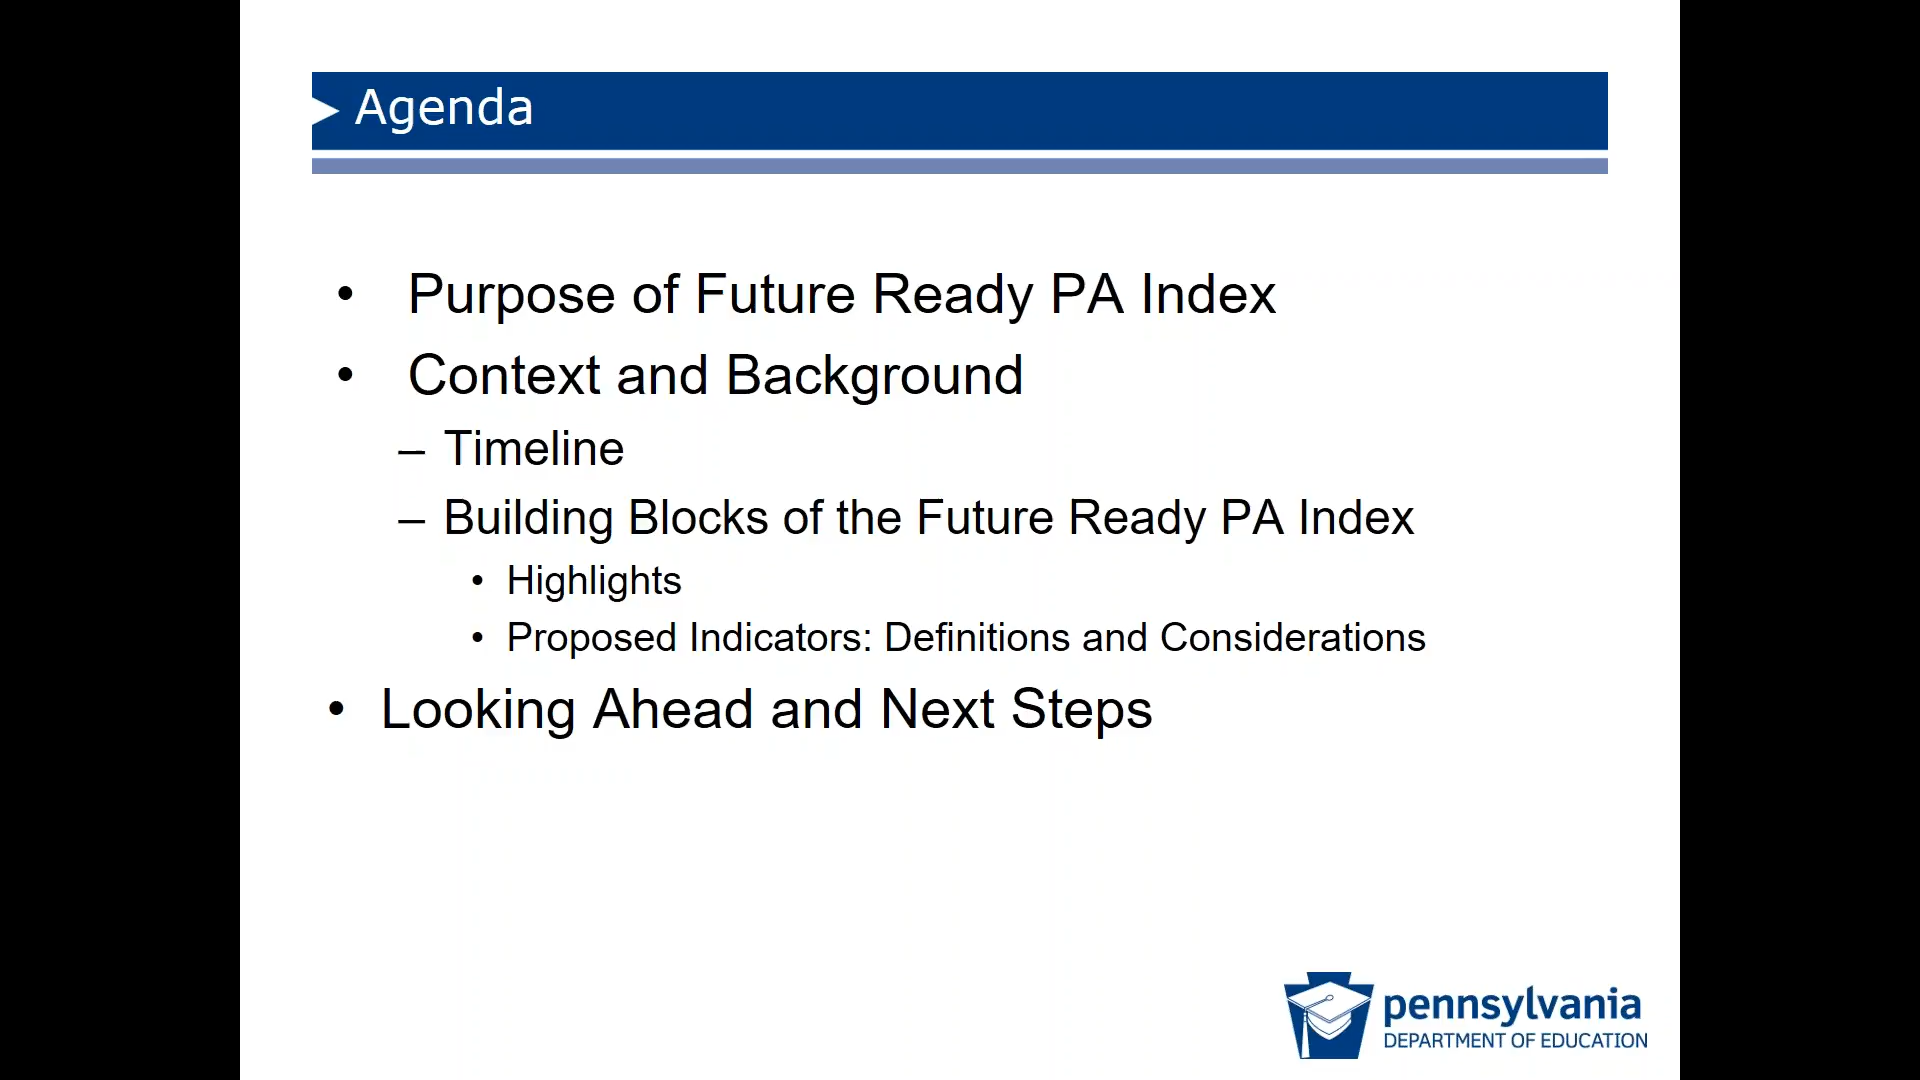 Agenda
• Purpose of Future Ready PA Index
• Context and Background
– Timeline
– Building Blocks of the Future Ready PA Index
• Highlights
• Proposed Indicators: Definitions and Considerations
• Looking Ahead and Next Steps
pennsylvania
DEPARTMENT OF EDUCATION